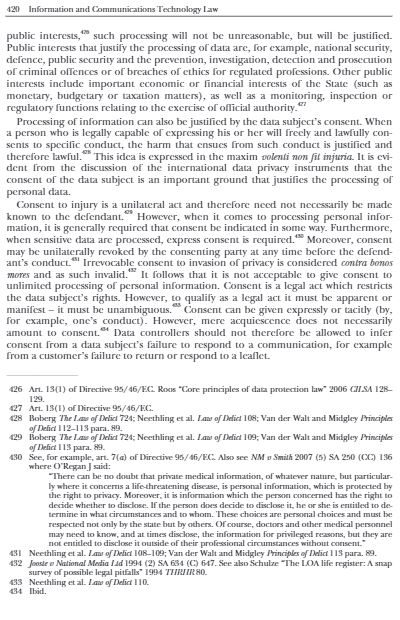 420 Information and Communications Technology Law
public interests,426 such processing will not be unreasonable, but will be justified.
Public interests that justify the processing of data are, for example, national security,
defence, public security and the prevention, investigation, detection and prosecution
of criminal offences or of breaches of ethics for regulated professions. Other public
interests include important economic or financial interests of the State (such as
monetary, budgetary or taxation matters), as well as a monitoring, inspection or
regulatory functions relating to the exercise of official authority.427
Processing of information can also be justified by the data subject's consent. When
a person who is legally capable of expressing his or her will freely and lawfully con-
sents to specific conduct, the harm that ensues from such conduct is justified and
therefore lawful.428 This idea is expressed in the maxim volenti non fit injuria. It is evi-
dent from the discussion of the international data privacy instruments that the
consent of the data subject is an important ground that justifies the processing of
personal data.
Consent to injury is a unilateral act and therefore need not necessarily be made
known to the defendant.429 However, when it comes to processing personal infor-
mation, it is generally required that consent be indicated in some way. Furthermore,
when sensitive data are processed, express consent is required.430 Moreover, consent
may be unilaterally revoked by the consenting party at any time before the defend-
ant's conduct.431 Irrevocable consent to invasion of privacy is considered contra bonos
mores and as such invalid.432 It follows that it is not acceptable to give consent to
unlimited processing of personal information. Consent is a legal act which restricts
the data subject's rights. However, to qualify as a legal act it must be apparent or
manifest – it must be unambiguous.433 Consent can be given expressly or tacitly (by,
for example, one's conduct). However, mere acquiescence does not necessarily
amount to consent.434 Data controllers should not therefore be allowed to infer
consent from a data subject's failure to respond to a communication, for example
from a customer's failure to return or respond to a leaflet.
426 Art. 13(1) of Directive 95/46/EC. Roos "Core principles of data protection law" 2006 CILSA 128–
129.
427 Art. 13(1) of Directive 95/46/EC.
428 Boberg The Law of Delict 724; Neethling et al. Law of Delict 108; Van der Walt and Midgley Principles
of Delict 112–113 para. 89.
429 Boberg The Law of Delict 724; Neethling et al. Law of Delict 109; Van der Walt and Midgley Principles
of Delict 113 para. 89.
430 See, for example, art. 7(a) of Directive 95/46/EC. Also see NM v Smith 2007 (5) SA 250 (CC) 136
where O'Regan J said:
"There can be no doubt that private medical information, of whatever nature, but particular-
ly where it concerns a life-threatening disease, is personal information, which is protected by
the right to privacy. Moreover, it is information which the person concerned has the right to
decide whether to disclose. If the person does decide to disclose it, he or she is entitled to de-
termine in what circumstances and to whom. These choices are personal choices and must be
respected not only by the state but by others. Of course, doctors and other medical personnel
may need to know, and at times disclose, the information for privileged reasons, but they are
not entitled to disclose it outside of their professional circumstances without consent."
431 Neethling et al. Law of Delict 108–109; Van der Walt and Midgley Principles of Delict 113 para. 89.
432 Jooste v National Media Ltd 1994 (2) SA 634 (C) 647. See also Schulze "The LOA life register: A snap
survey of possible legal pitfalls" 1994 THRHR 80.
433 Neethling et al. Law of Delict 110.
434 Ibid.